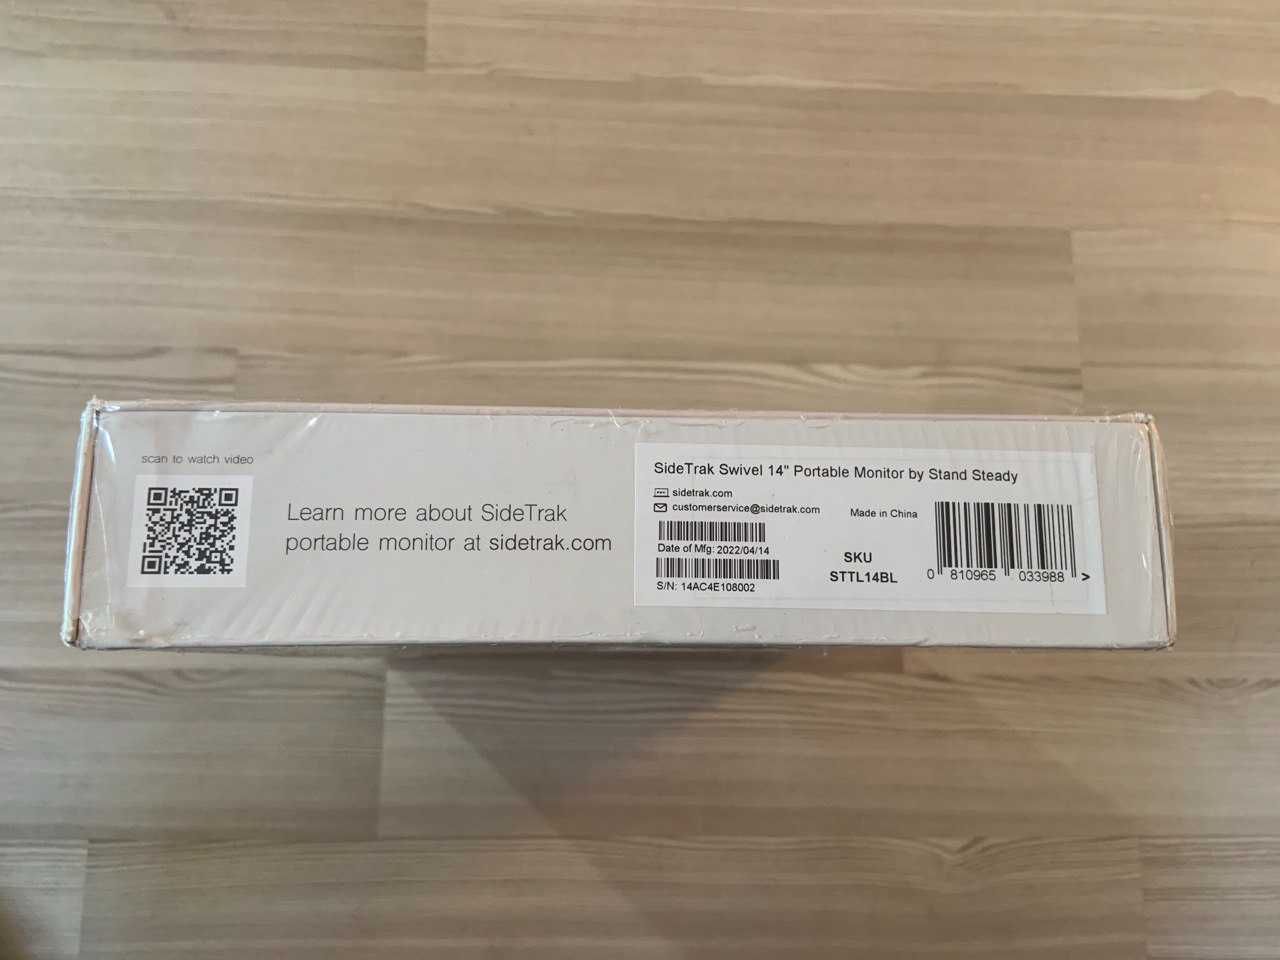 scan to watch video
Learn more about SideTrak
portable monitor at sidetrak.com
SideTrak Swivel 14" Portable Monitor by Stand Steady
sidetrak.com
customerservice@sidetrak.com
Made in China
Date of Mfg: 2022/04/14
S/N: 14AC4E108002
SKU
STTL14BL
0 810965 033988 >